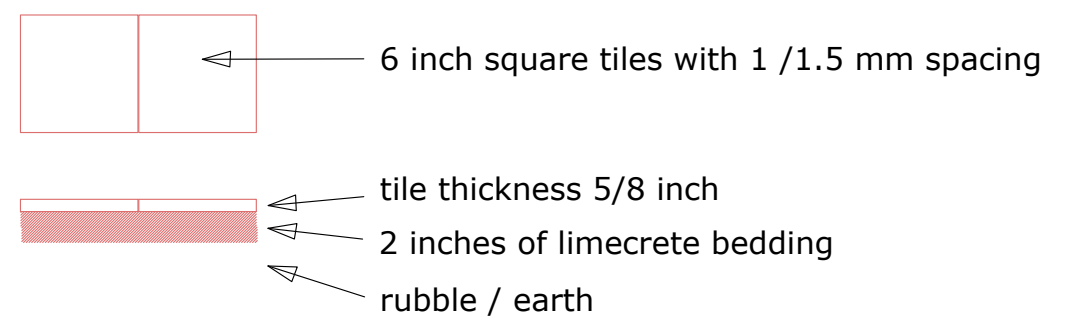 6 inch square tiles with 1 /1.5 mm spacing
tile thickness 5/8 inch
2 inches of limecrete bedding
rubble / earth